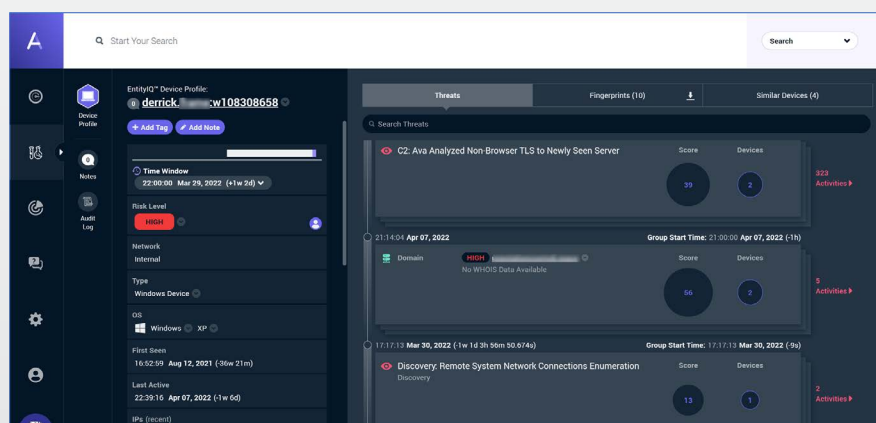 Start Your Search
Search
EntityIQ™ Device Profile:
0 derrick. :w108308658
Device
Profile
+ Add Tag
Add Note
0
Notes
Audit
Log
Time Window
22:00:00 Mar 29, 2022 (+1w 2d)
Risk Level
HIGH
Network
Internal
Type
Windows Device
OS
Windows XP
First Seen
16:52:59 Aug 12, 2021 (-36w 21m)
Last Active
22:39:16 Apr 07, 2022 (-1w 6d)
IPs (recent)
Threats
Fingerprints (10)
Similar Devices (4)
Search Threats
C2: Ava Analyzed Non-Browser TLS to Newly Seen Server
Score
Devices
39
2
323
Activities
21:14:04 Apr 07, 2022
Group Start Time: 21:00:00 Apr 07, 2022 (-1h)
Domain
HIGH
No WHOIS Data Available
Score
Devices
56
2
5
Activities
17:17:13 Mar 30, 2022 (-1w 1d 3h 56m 50.674s)
Group Start Time: 17:17:13 Mar 30, 2022 (-9s)
Discovery: Remote System Network Connections Enumeration
Discovery
Score
Devices
13
1
2
Activities